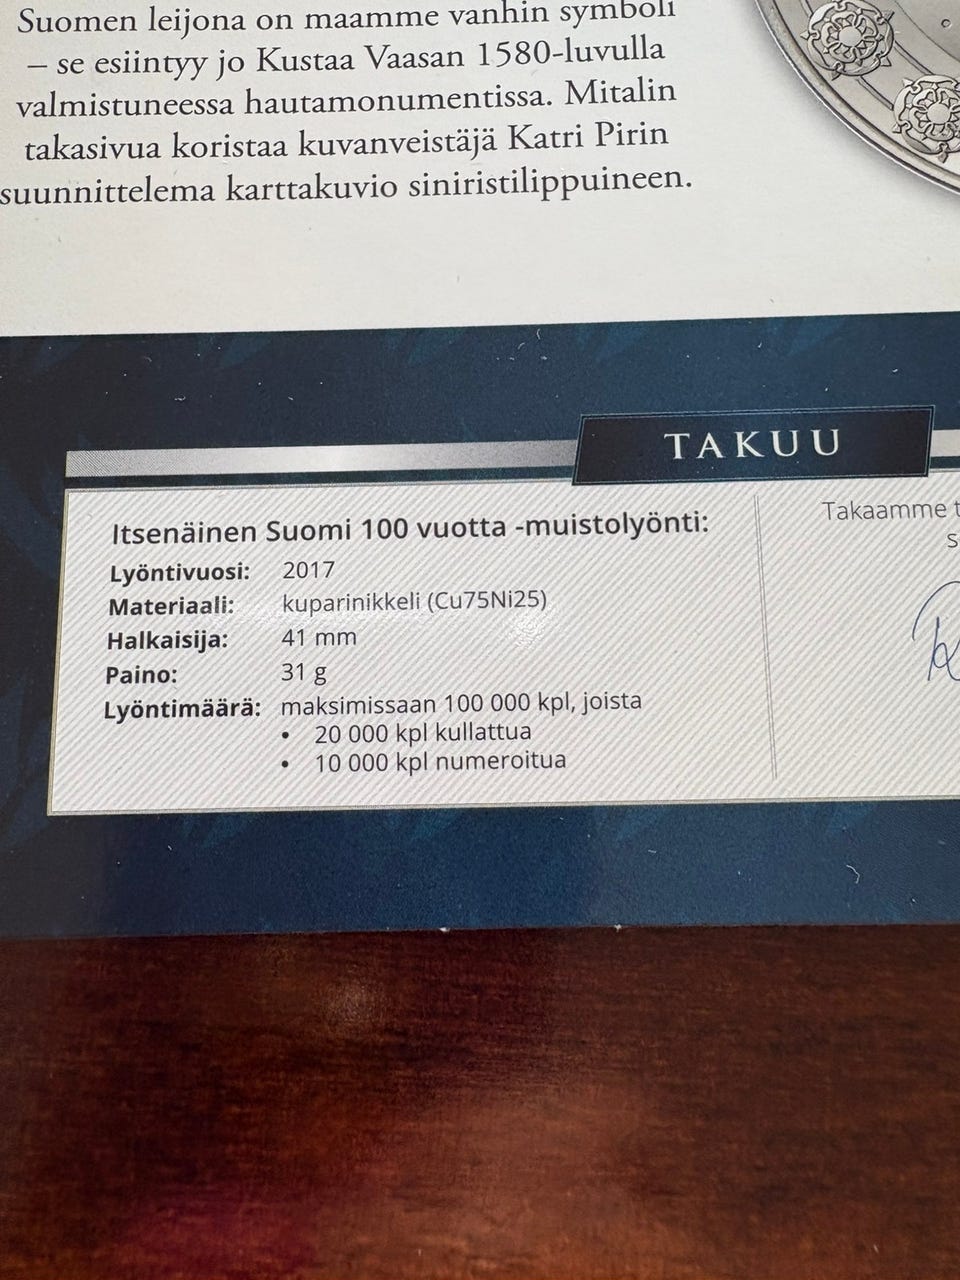 Suomen leijona on maamme vanhin symboli
– se esiintyy jo Kustaa Vaasan 1580-luvulla
valmistuneessa hautamonumentissa. Mitalin
takasivua koristaa kuvanveistäjä Katri Pirin
suunnittelema karttakuvio siniristilippuineen.
TAKUU
Itsenäinen Suomi 100 vuotta -muistolyönti:
Lyöntivuosi: 2017
Materiaali: kuparinikkeli (Cu75Ni25)
Halkaisija: 41 mm
Paino: 31 g
Lyöntimäärä: maksimissaan 100 000 kpl, joista
• 20 000 kpl kullattua
• 10 000 kpl numeroitua
Takaamme